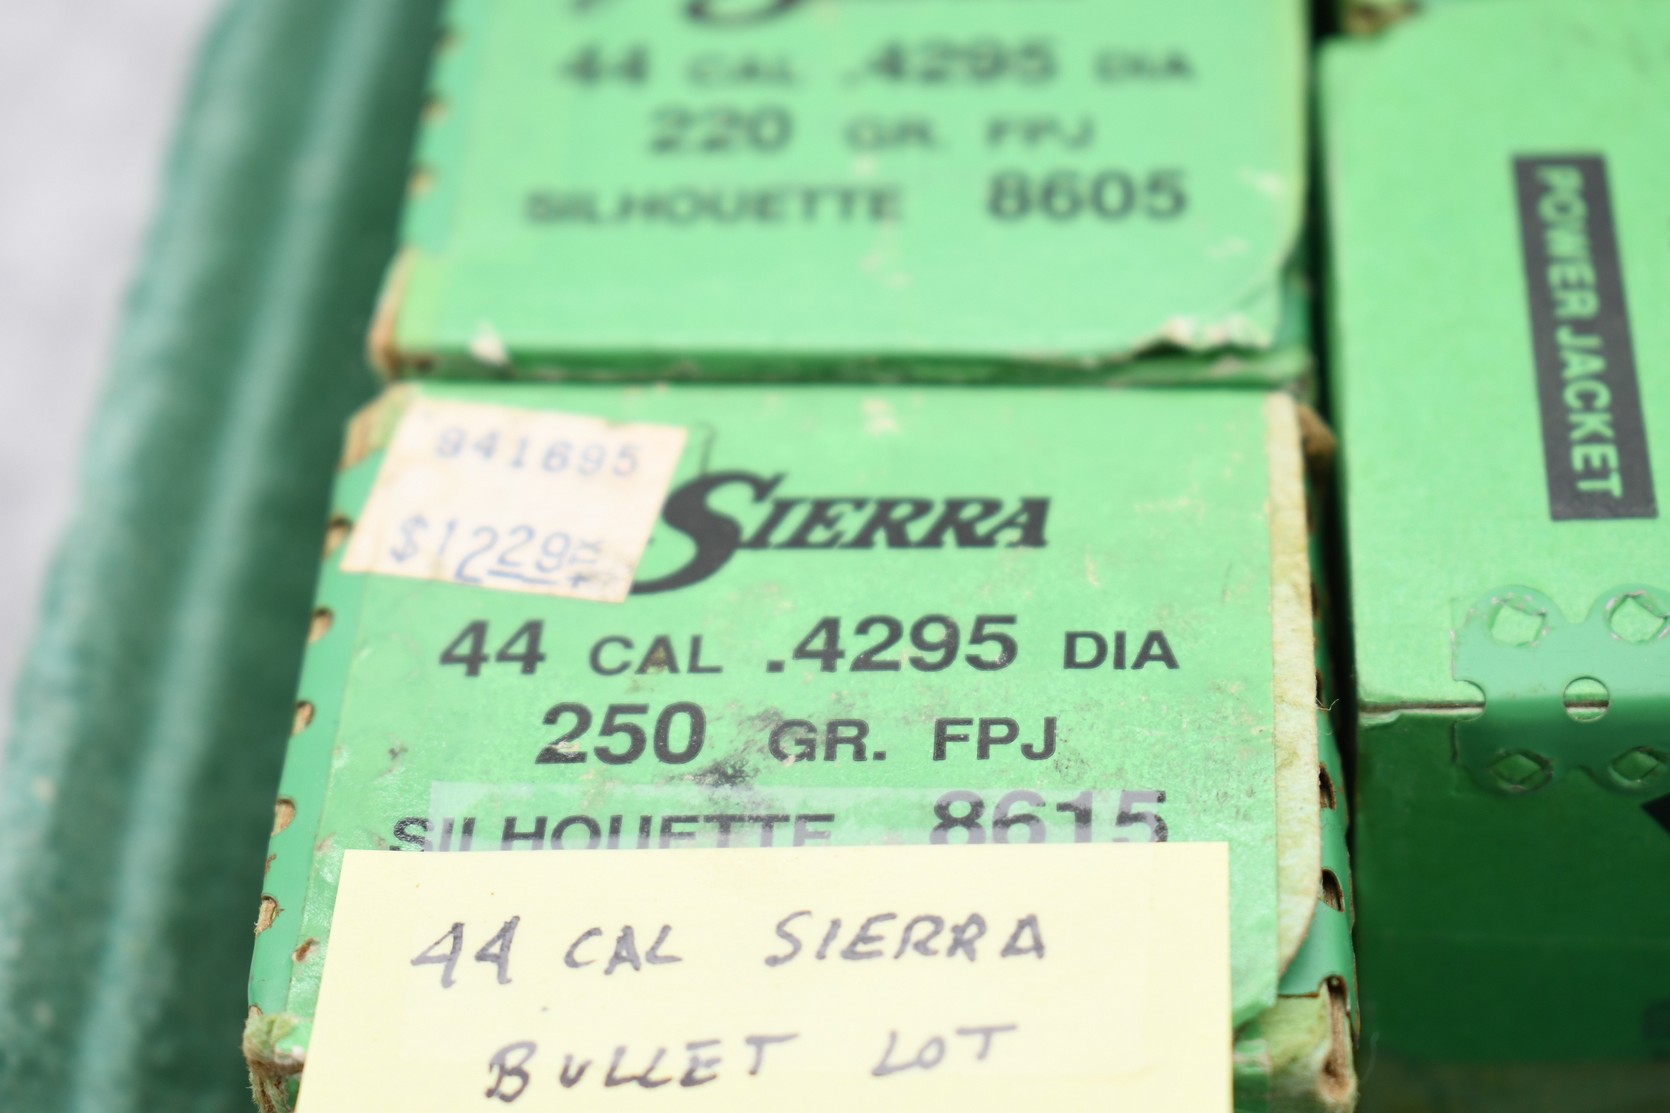 44 CAL .4295 DIA
220 GR. FPJ
SILHOUETTE 8605
POWER JACKET
941695
$12.29
SIERRA
44 CAL .4295 DIA
250 GR. FPJ
SILHOUETTE 8615
44 CAL SIERRA
BULLET LOT